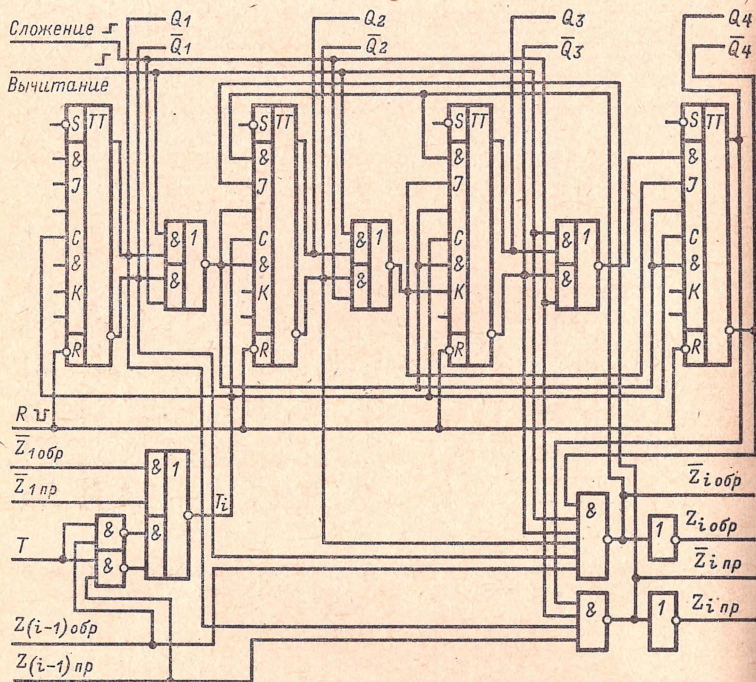 Сложение
Вычитание
Q1
Q̅1
Q2
Q̅2
Q3
Q̅3
Q4
Q̅4
S TT
&
J
C
&
K
R
& 1
&
S TT
&
J
C
&
K
R
& 1
&
S TT
&
J
C
&
K
R
& 1
&
S TT
&
J
C
&
K
R
R
Z̅1обр
Z̅1пр
T
Z(i-1)обр
Z(i-1)пр
&
&
& 1
&
Ti
&
1
&
1
Z̅iобр
Ziобр
Z̅iпр
Ziпр